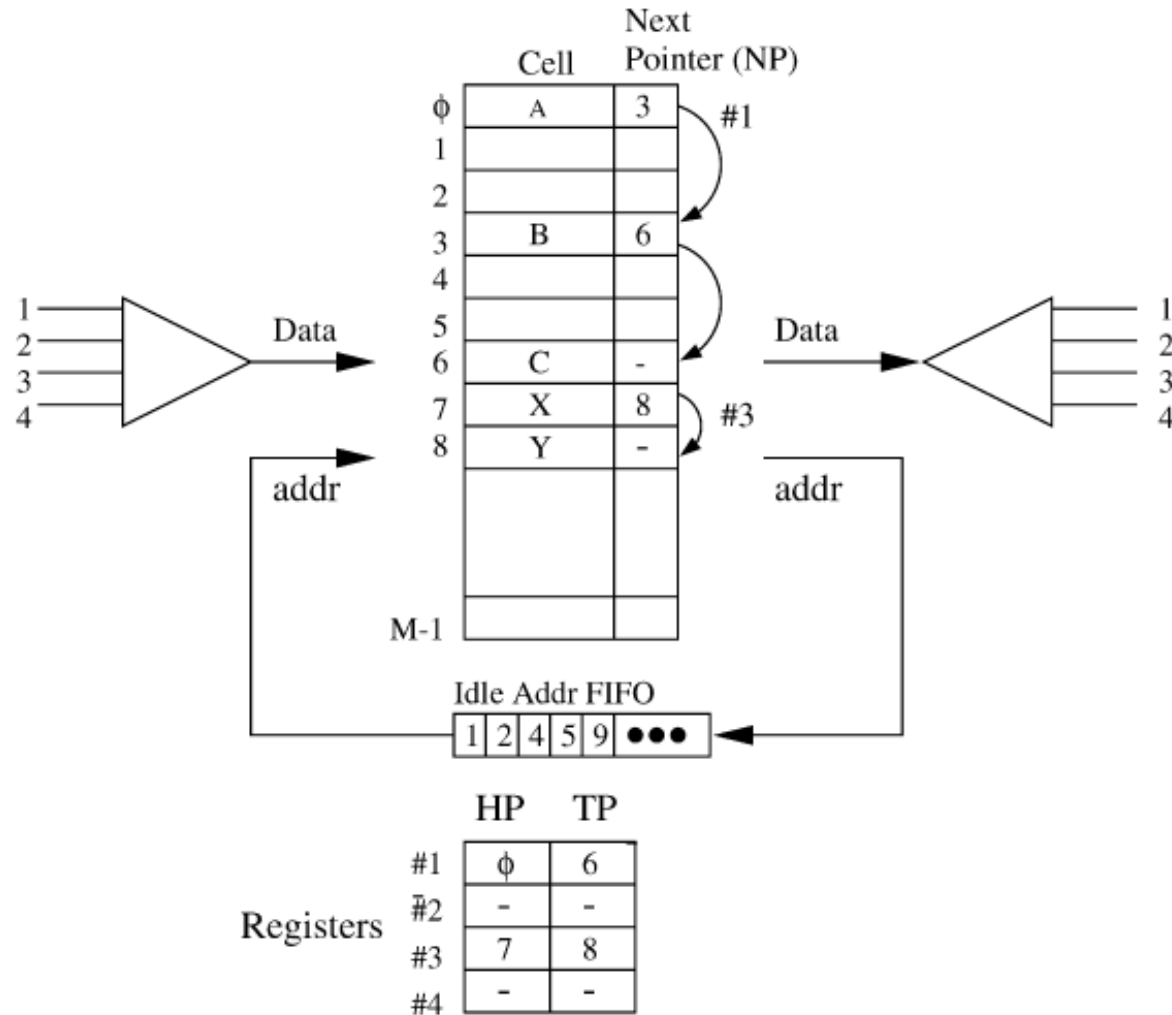 Next
Cell Pointer (NP)
ϕ A 3 #1
1
2
3 B 6
4
5
6 C -
7 X 8 #3
8 Y -
M-1
1
2
3
4
Data
addr
Data
addr
1
2
3
4
Idle Addr FIFO
1 2 4 5 9 •••
HP TP
#1 ϕ 6
#2 - -
#3 7 8
#4 - -
Registers